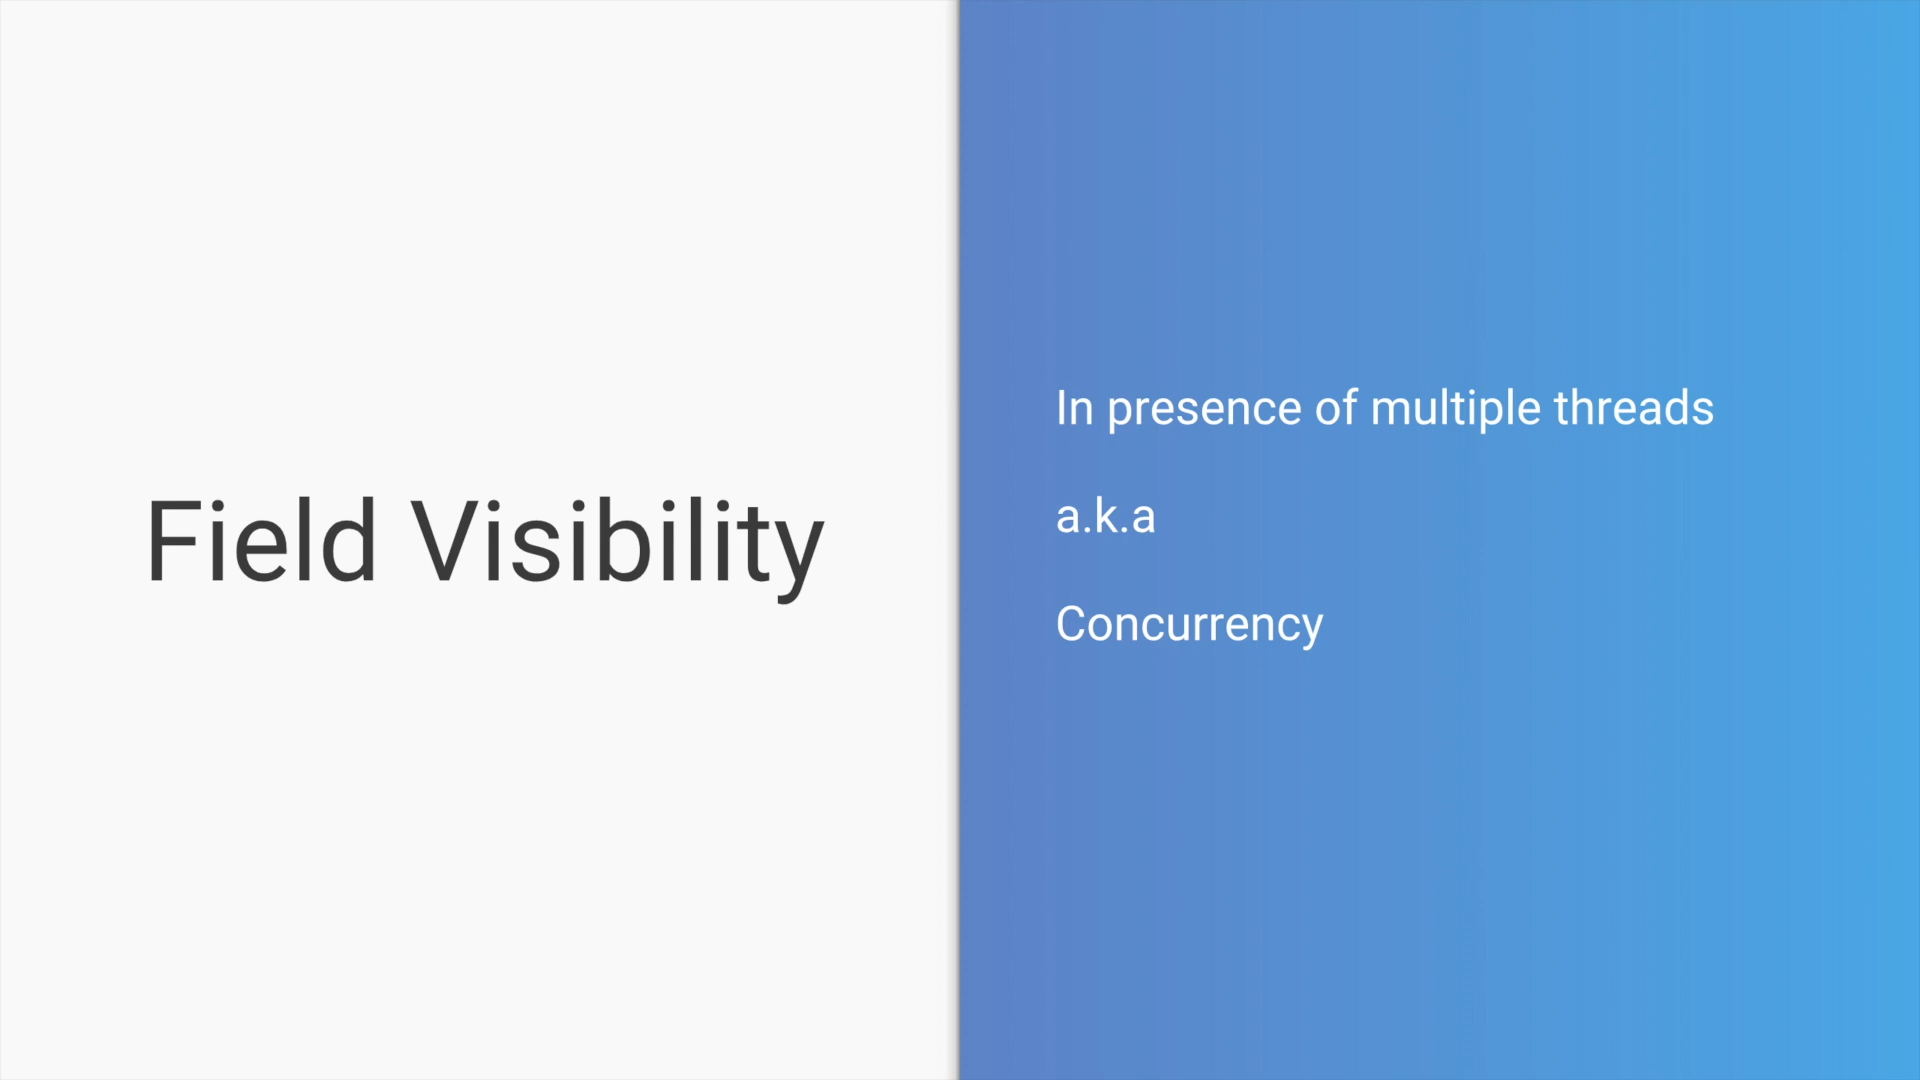 Field Visibility
In presence of multiple threads
a.k.a
Concurrency